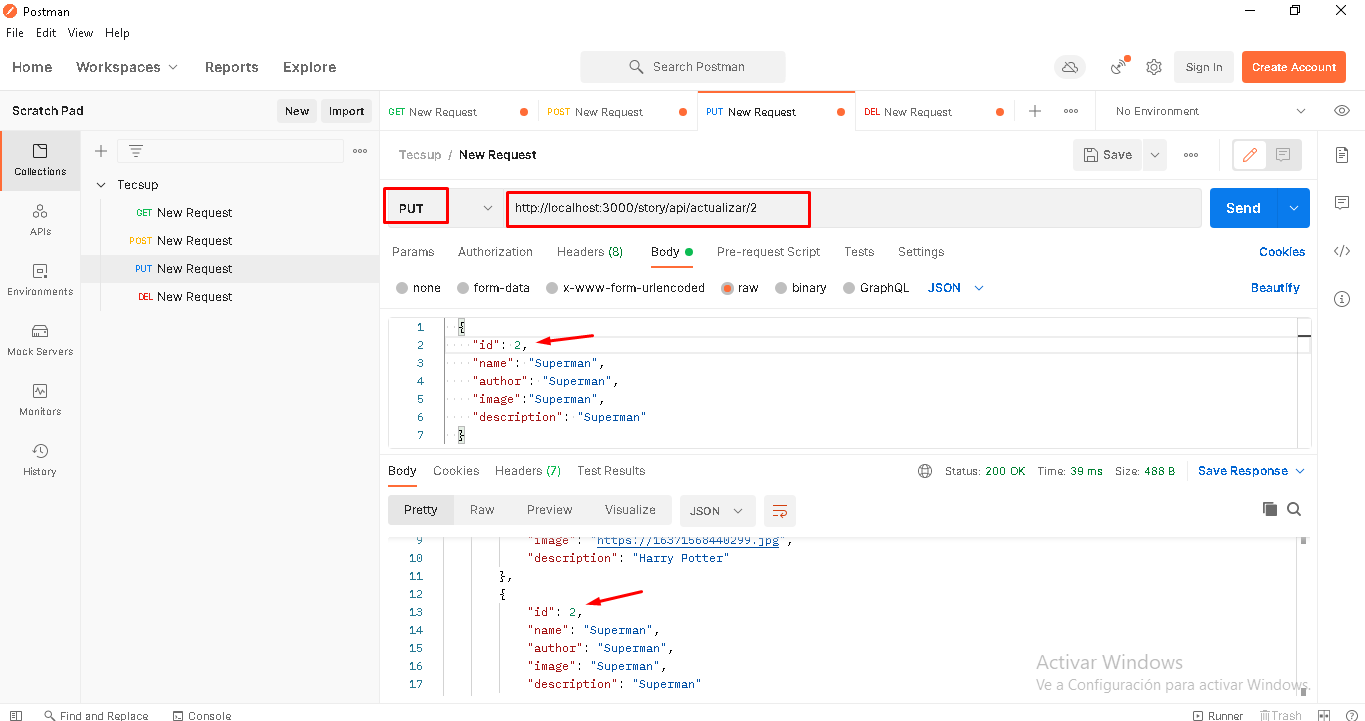 Postman
File Edit View Help
Home Workspaces Reports Explore
Search Postman
Sign In
Create Account
Scratch Pad
New
Import
GET New Request
POST New Request
PUT New Request
DEL New Request
No Environment
Collections
APIs
Environments
Mock Servers
Monitors
History
Tecsup
GET New Request
POST New Request
PUT New Request
DEL New Request
Tecsup / New Request
Save
PUT
http://localhost:3000/story/api/actualizar/2
Send
Params Authorization Headers (8) Body Pre-request Script Tests Settings
Cookies
none form-data x-www-form-urlencoded raw binary GraphQL JSON
Beautify
1 {
2 "id": 2,
3 "name": "Superman",
4 "author": "Superman",
5 "image":"Superman",
6 "description": "Superman"
7 }
Body Cookies Headers (7) Test Results
Status: 200 OK Time: 39 ms Size: 488 B
Save Response
Pretty Raw Preview Visualize JSON
9 "image": "https://16371568440299.jpg",
10 "description": "Harry Potter"
11 },
12 {
13 "id": 2,
14 "name": "Superman",
15 "author": "Superman",
16 "image": "Superman",
17 "description": "Superman"
Activar Windows
Ve a Configuración para activar Windows.
Find and Replace
Console
Runner
Trash